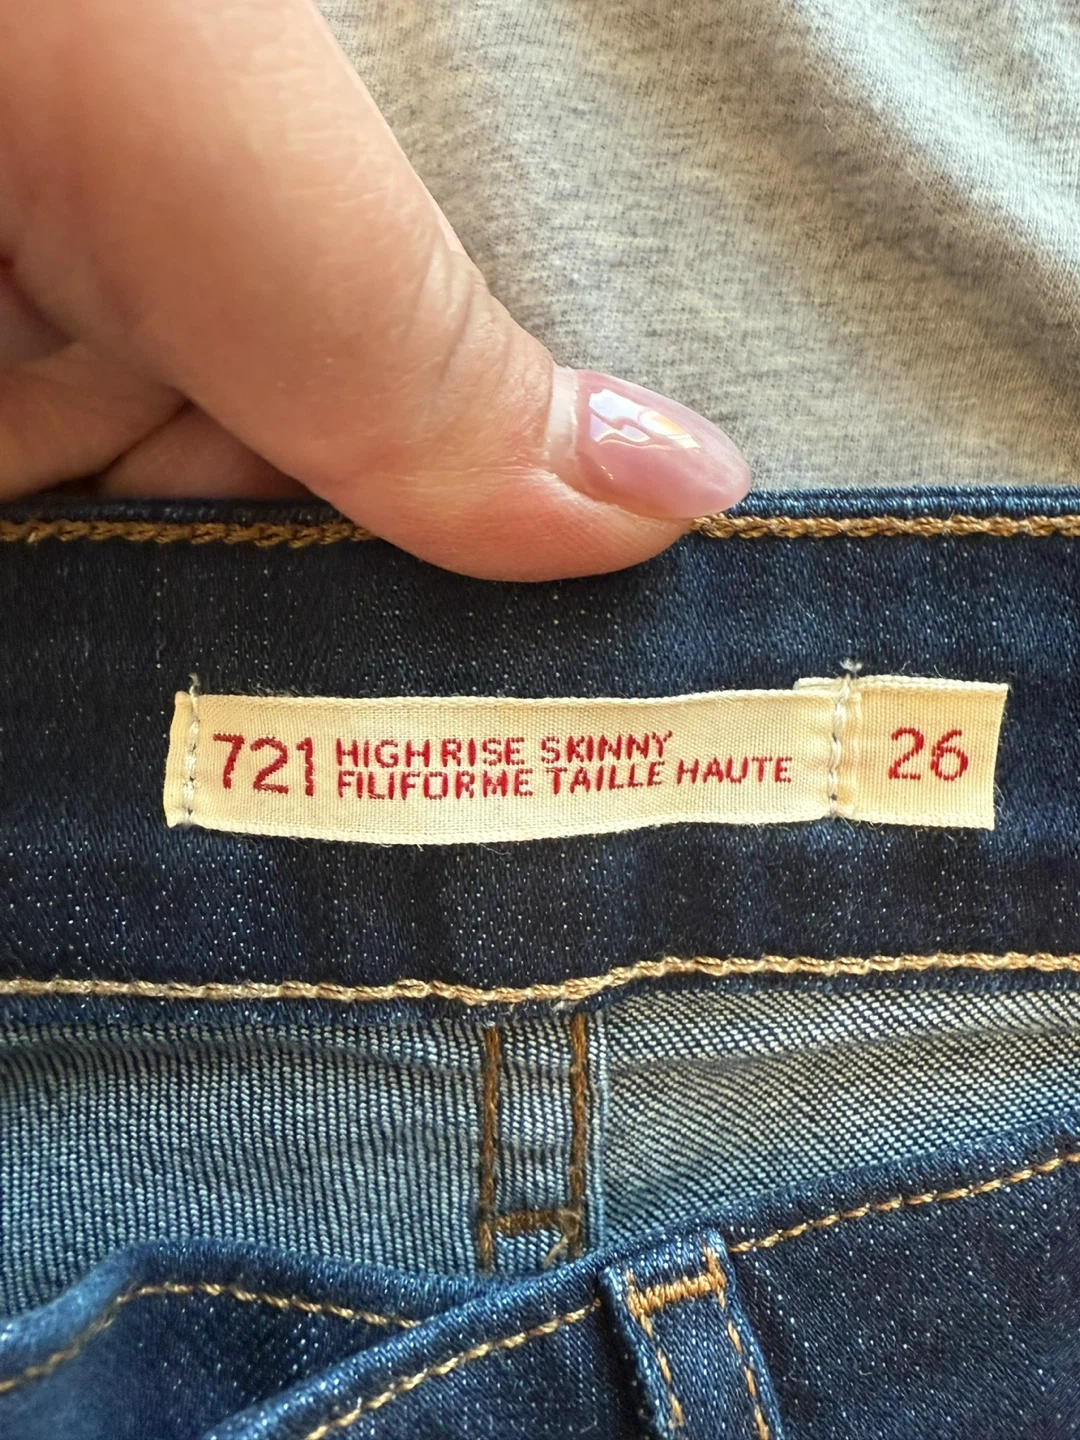 721
HIGH RISE SKINNY
FILIFORME TAILLE HAUTE
26